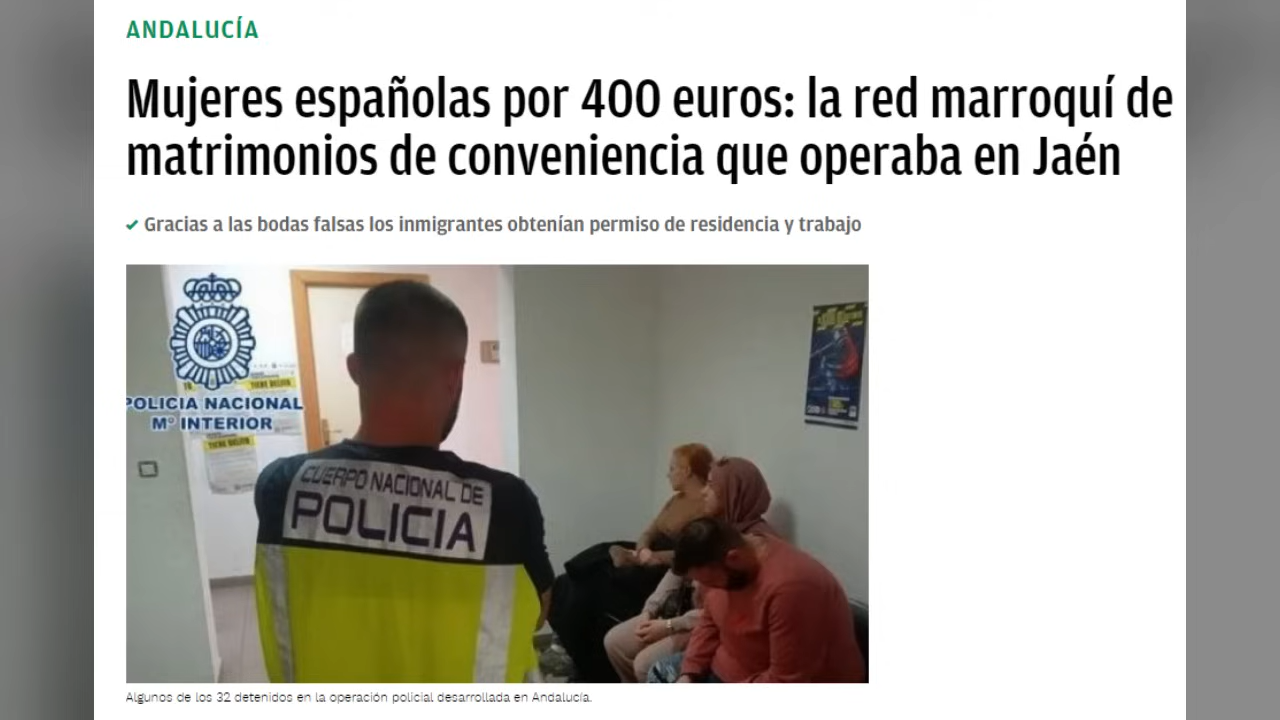 ANDALUCÍA
Mujeres españolas por 400 euros: la red marroquí de
matrimonios de conveniencia que operaba en Jaén
Gracias a las bodas falsas los inmigrantes obtenían permiso de residencia y trabajo
POLICIA NACIONAL
Mº INTERIOR
CUERPO NACIONAL DE
POLICIA
Algunos de los 32 detenidos en la operación policial desarrollada en Andalucía.